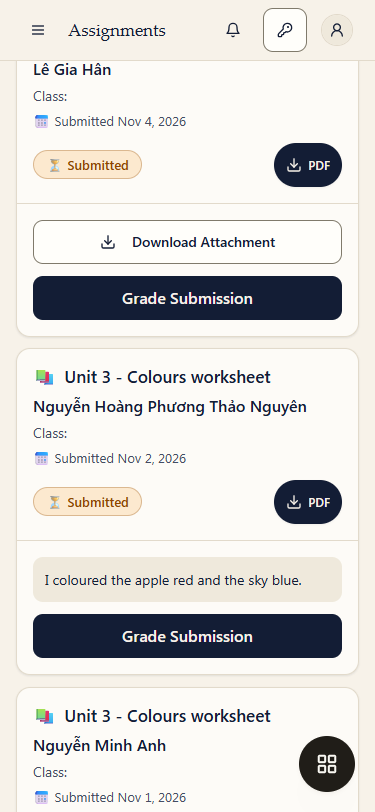 Assignments
Lê Gia Hân
Class:
Submitted Nov 4, 2026
Submitted
PDF
Download Attachment
Grade Submission
Unit 3 - Colours worksheet
Nguyễn Hoàng Phương Thảo Nguyên
Class:
Submitted Nov 2, 2026
Submitted
PDF
I coloured the apple red and the sky blue.
Grade Submission
Unit 3 - Colours worksheet
Nguyễn Minh Anh
Class:
Submitted Nov 1, 2026